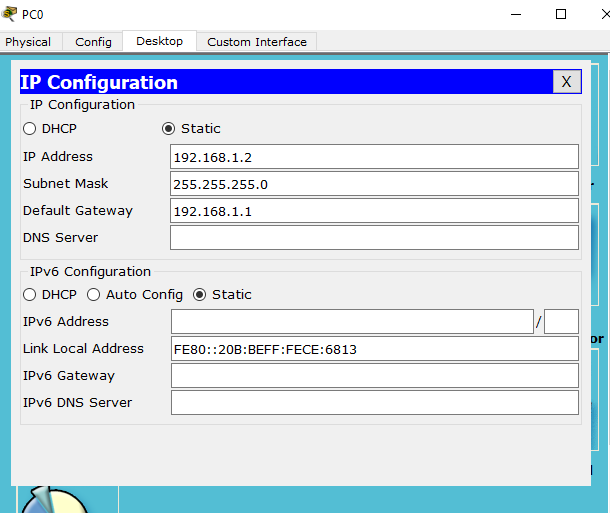 PC0
Physical Config Desktop Custom Interface
IP Configuration X
IP Configuration
DHCP Static
IP Address 192.168.1.2
Subnet Mask 255.255.255.0
Default Gateway 192.168.1.1
DNS Server
IPv6 Configuration
DHCP Auto Config Static
IPv6 Address /
Link Local Address FE80::20B:BEFF:FECE:6813
IPv6 Gateway
IPv6 DNS Server
or